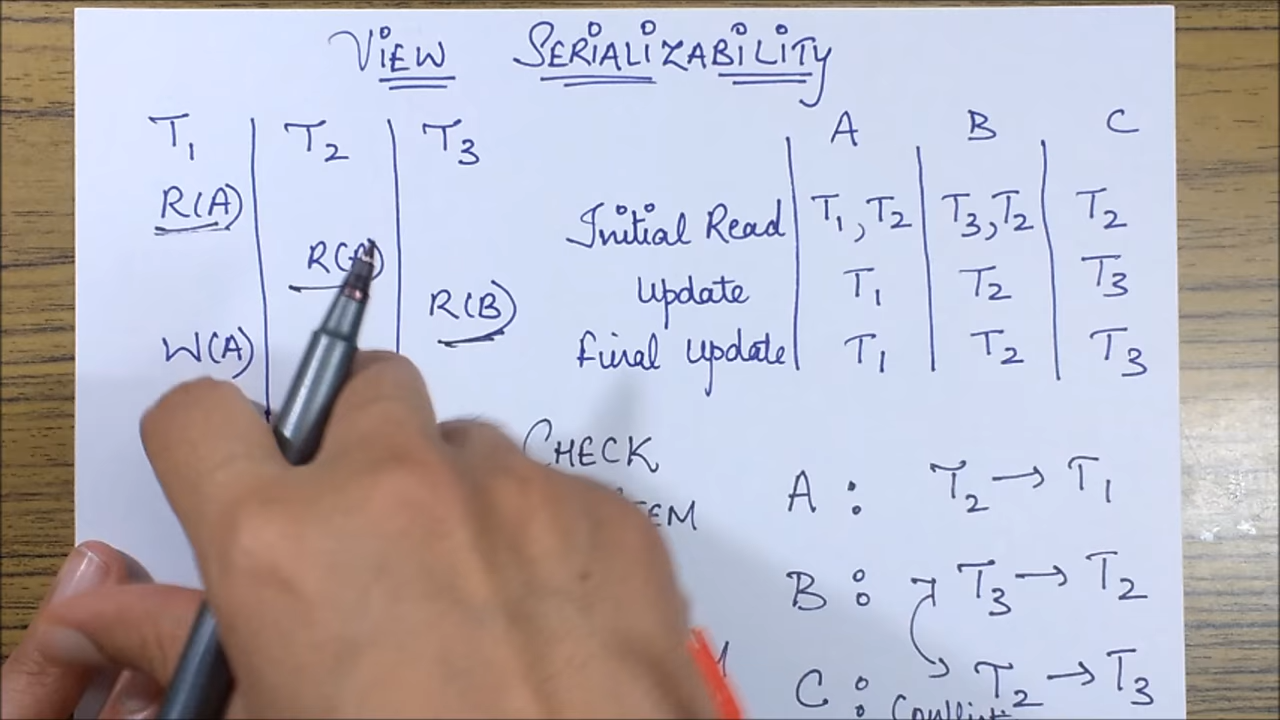 VIEW SERIALIZABILITY
T1 T2 T3
R(A)
R(B)
W(A)
A B C
Initial Read T1, T2 T3, T2 T2
Update T1 T2 T3
Final Update T1 T2 T3
CHECK
A : T2 → T1
B : T3 → T2
C : T2 → T3